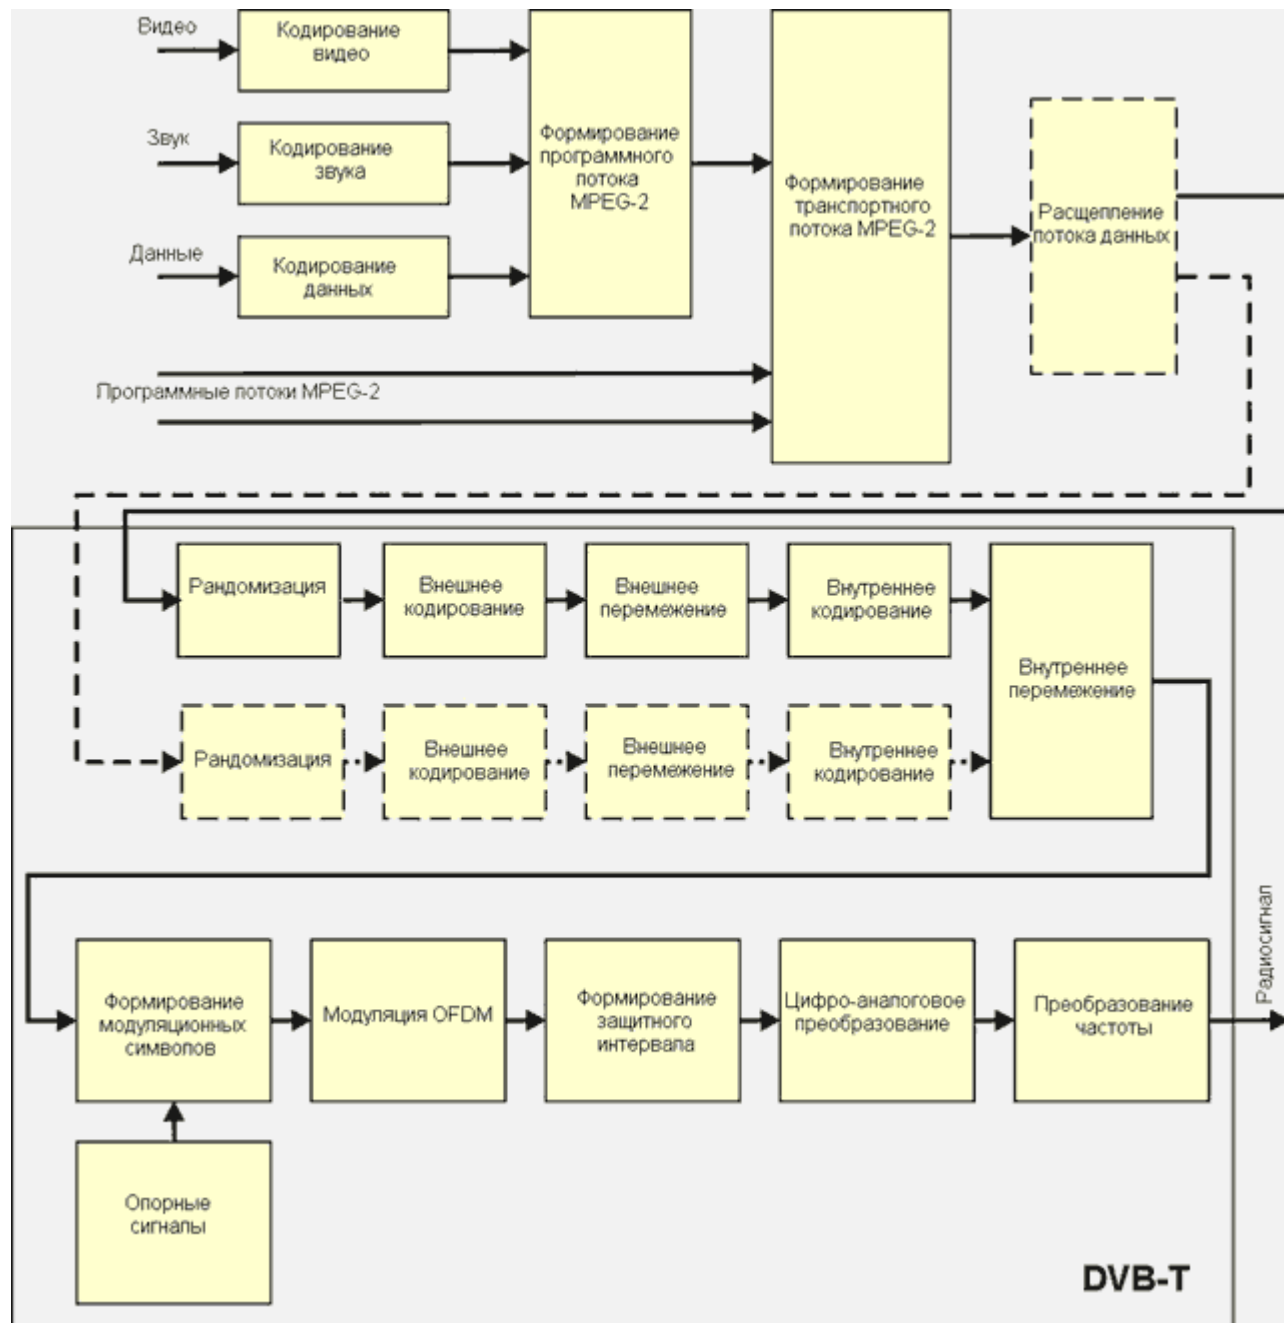 Видео
Кодирование
видео
Звук
Кодирование
звука
Данные
Кодирование
данных
Формирование
программного
потока
MPEG-2
Формирование
транспортного
потока MPEG-2
Расщепление
потока данных
Программные потоки MPEG-2
Рандомизация
Внешнее
кодирование
Внешнее
перемежение
Внутреннее
кодирование
Внутреннее
перемежение
Рандомизация
Внешнее
кодирование
Внешнее
перемежение
Внутреннее
кодирование
Формирование
модуляционных
символов
Модуляция OFDM
Формирование
защитного
интервала
Цифро-аналоговое
преобразование
Преобразование
частоты
Радиосигнал
Опорные
сигналы
DVB-T